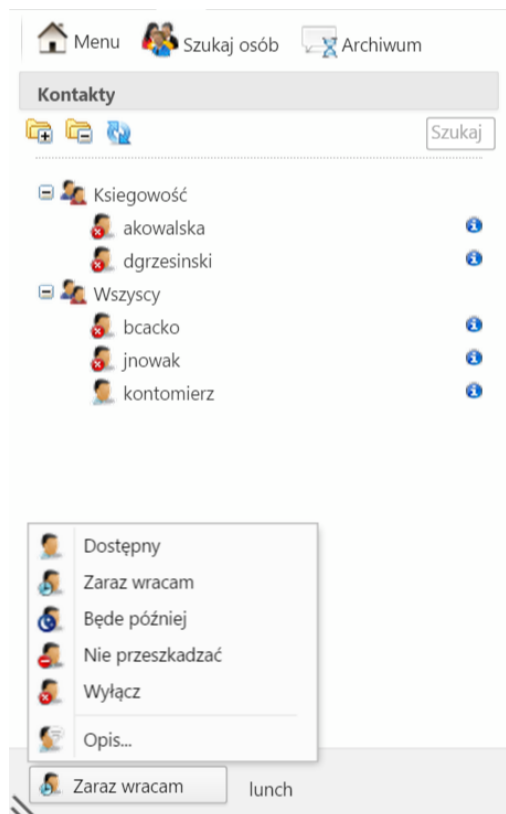 Menu Szukaj osób Archiwum
Kontakty
Szukaj
Ksiegowość
akowalska
dgrzesinski
Wszyscy
bcacko
jnowak
kontomierz
Dostępny
Zaraz wracam
Będe później
Nie przeszkadzać
Wyłącz
Opis...
Zaraz wracam lunch